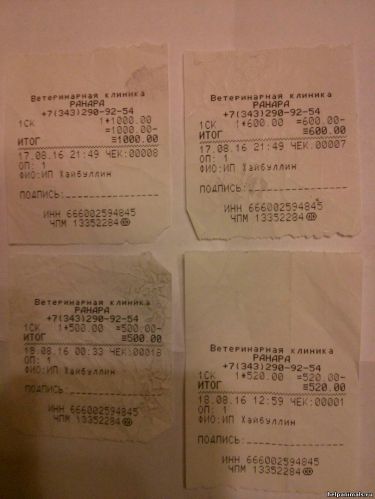 Ветеринарная клиника
РАНАРА
+7(343)290-92-54
1СК 1*1000.00
=1000.00-
ИТОГ ≡1000.00
17.08.16 21:49 ЧЕК:00008
ОП: 1
ФИО:ИП Хайбуллин
ПОДПИСЬ:
ИНН 666002594845
ЧПМ 13352284
Ветеринарная клиника
РАНАРА
+7(343)290-92-54
1СК 1*600.00 =600.00-
ИТОГ ≡600.00
17.08.16 21:49 ЧЕК:00007
ОП: 1
ФИО:ИП Хайбуллин
ПОДПИСЬ:
ИНН 666002594845
ЧПМ 13352284
Ветеринарная клиника
РАНАРА
+7(343)290-92-54
1СК 1*500.00 =500.00-
ИТОГ ≡500.00
18.08.16 00:33 ЧЕК:00018
ОП: 1
ФИО:ИП Хайбуллин
ПОДПИСЬ:
ИНН 666002594845
ЧПМ 13352284
Ветеринарная клиника
РАНАРА
+7(343)290-92-54
1СК 1*520.00 =520.00-
ИТОГ ≡520.00
18.08.16 12:59 ЧЕК:00001
ОП: 1
ФИО:ИП Хайбуллин
ПОДПИСЬ:
ИНН 666002594845
ЧПМ 13352284
helpanimals.ru